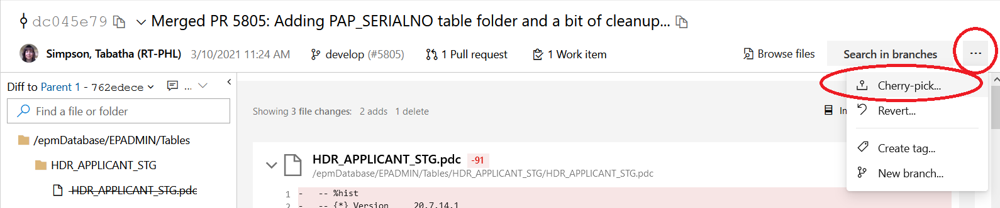 dc045e79 Merged PR 5805: Adding PAP_SERIALNO table folder and a bit of cleanup...
Simpson, Tabatha (RT-PHL) 3/10/2021 11:24 AM develop (#5805) 1 Pull request 1 Work item Browse files Search in branches ...
Diff to Parent 1 - 762edece ...
Find a file or folder
/epmDatabase/EPADMIN/Tables
HDR_APPLICANT_STG
HDR_APPLICANT_STG.pdc
Showing 3 file changes: 2 adds 1 delete
HDR_APPLICANT_STG.pdc -91
/epmDatabase/EPADMIN/Tables/HDR_APPLICANT_STG/HDR_APPLICANT_STG.pdc
1 - -- %hist
2 - -- {*} Version 20.7.14.1
Cherry-pick...
Revert...
Create tag...
New branch...